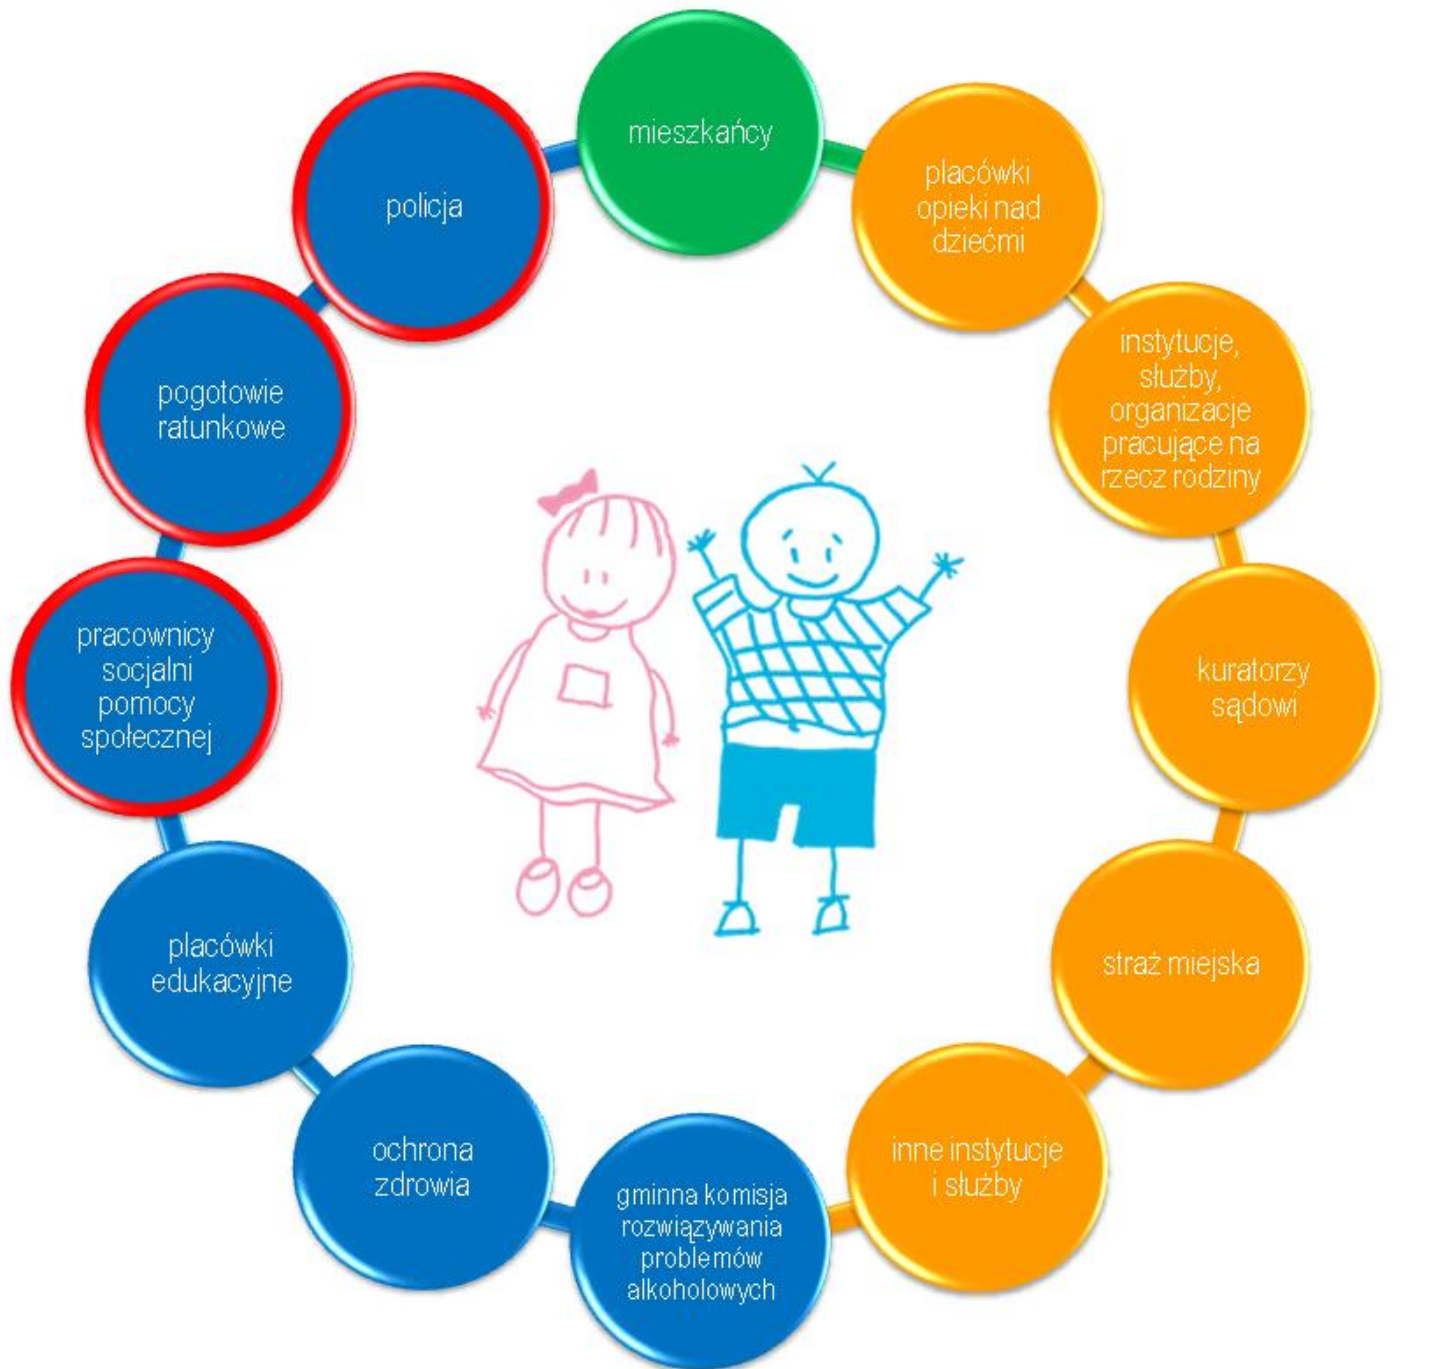 mieszkańcy
placówki
opieki nad
dziećmi
instytucje,
służby,
organizacje
pracujące na
rzecz rodziny
kuratorzy
sądowi
straż miejska
inne instytucje
i służby
gminna komisja
rozwiązywania
problemów
alkoholowych
ochrona
zdrowia
placówki
edukacyjne
pracownicy
socjalni
pomocy
społecznej
pogotowie
ratunkowe
policja